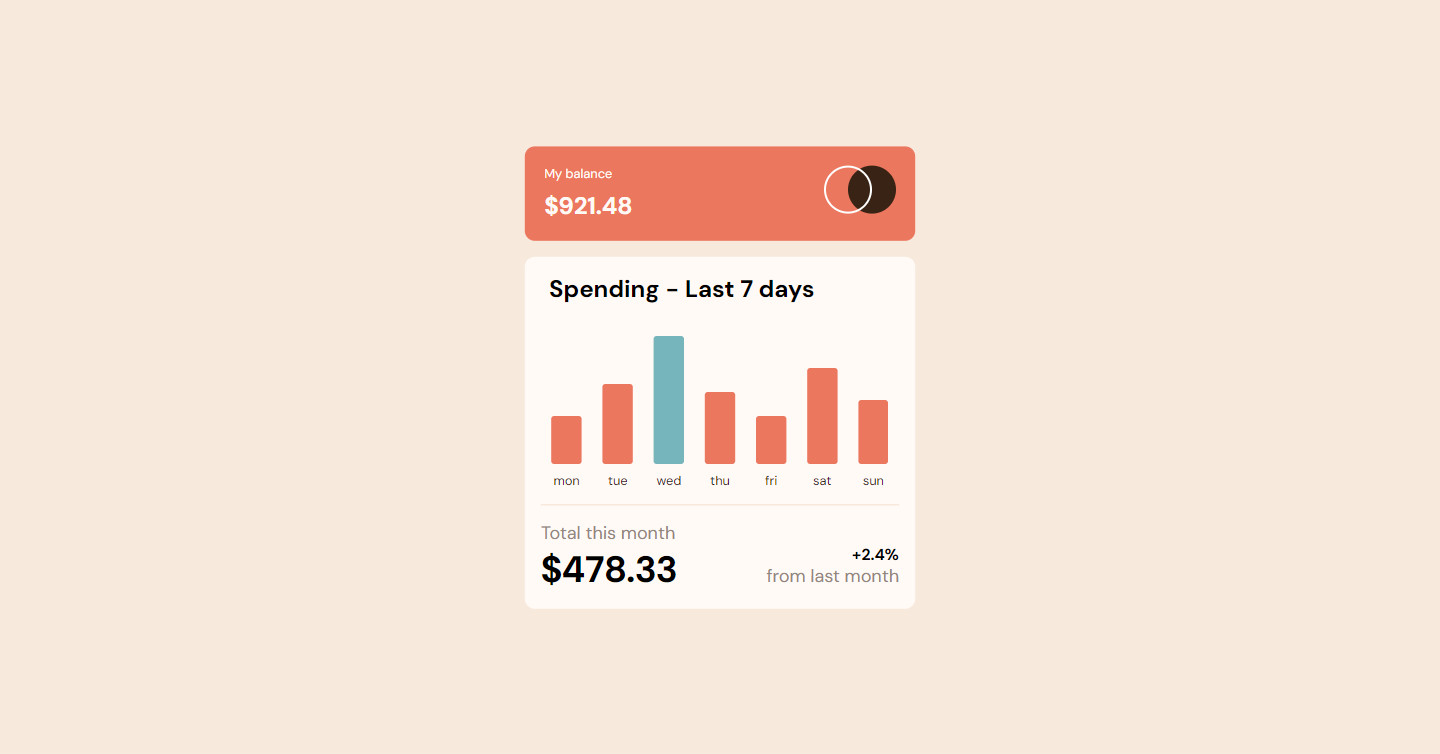 My balance
$921.48
Spending - Last 7 days
mon tue wed thu fri sat sun
Total this month
$478.33
+2.4%
from last month